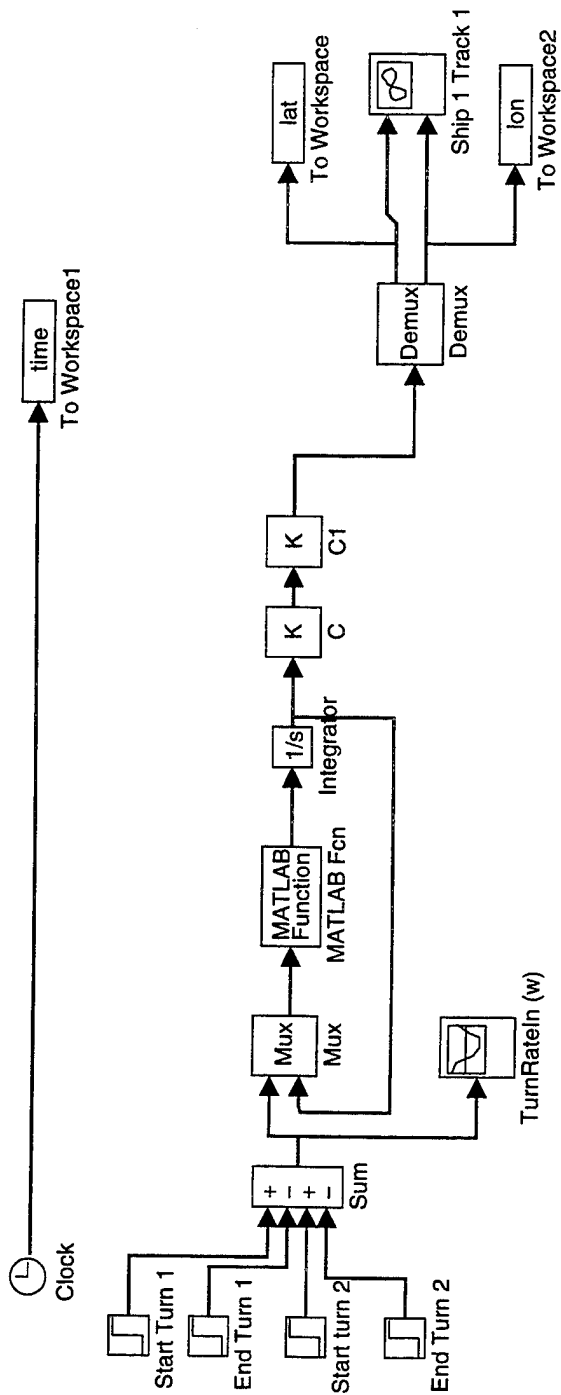 Clock
time
To Workspace1
Start Turn 1
End Turn 1
Start turn 2
End Turn 2
+
−
+
−
Sum
TurnRateIn (w)
Mux
Mux
MATLAB
Function
MATLAB Fcn
1/s
Integrator
K
C
K
C1
Demux
Demux
lat
To Workspace
Ship 1 Track 1
lon
To Workspace2